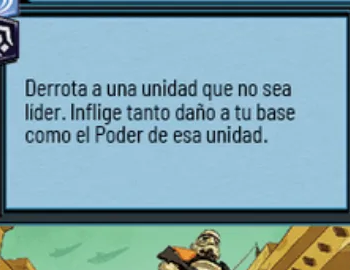 Derrota a una unidad que no sea
líder. Inflige tanto daño a tu base
como el Poder de esa unidad.